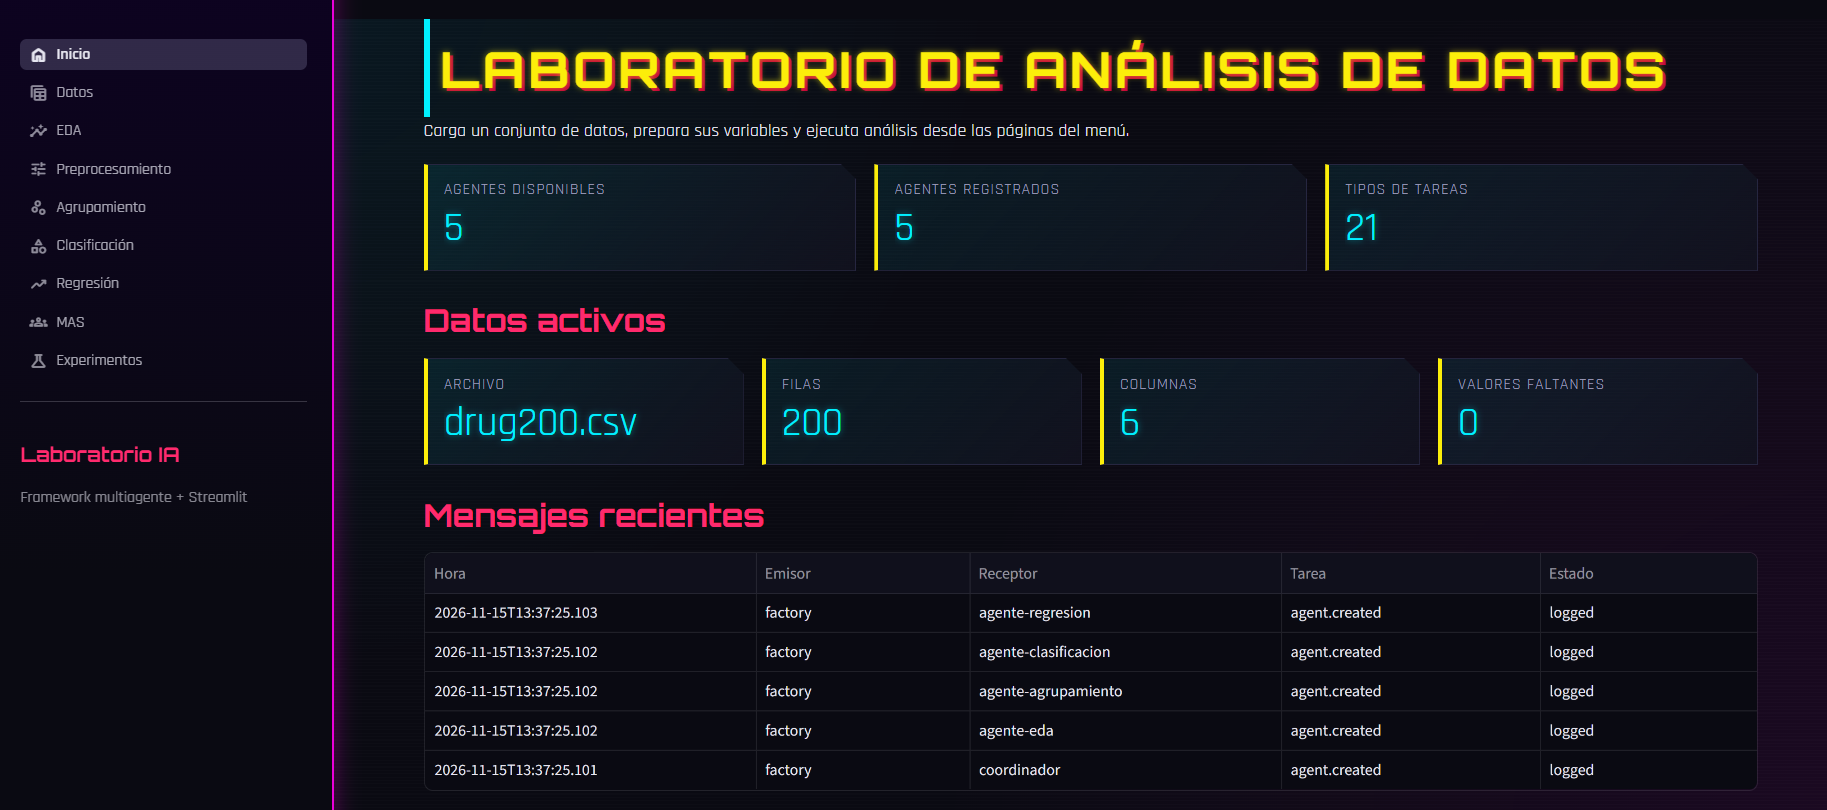 Inicio
Datos
EDA
Preprocesamiento
Agrupamiento
Clasificación
Regresión
MAS
Experimentos
Laboratorio IA
Framework multiagente + Streamlit
LABORATORIO DE ANÁLISIS DE DATOS
Carga un conjunto de datos, prepara sus variables y ejecuta análisis desde las páginas del menú.
AGENTES DISPONIBLES
5
AGENTES REGISTRADOS
5
TIPOS DE TAREAS
21
Datos activos
ARCHIVO
drug200.csv
FILAS
200
COLUMNAS
6
VALORES FALTANTES
0
Mensajes recientes
Hora Emisor Receptor Tarea Estado
2026-11-15T13:37:25.103 factory agente-regresion agent.created logged
2026-11-15T13:37:25.102 factory agente-clasificacion agent.created logged
2026-11-15T13:37:25.102 factory agente-agrupamiento agent.created logged
2026-11-15T13:37:25.102 factory agente-eda agent.created logged
2026-11-15T13:37:25.101 factory coordinador agent.created logged